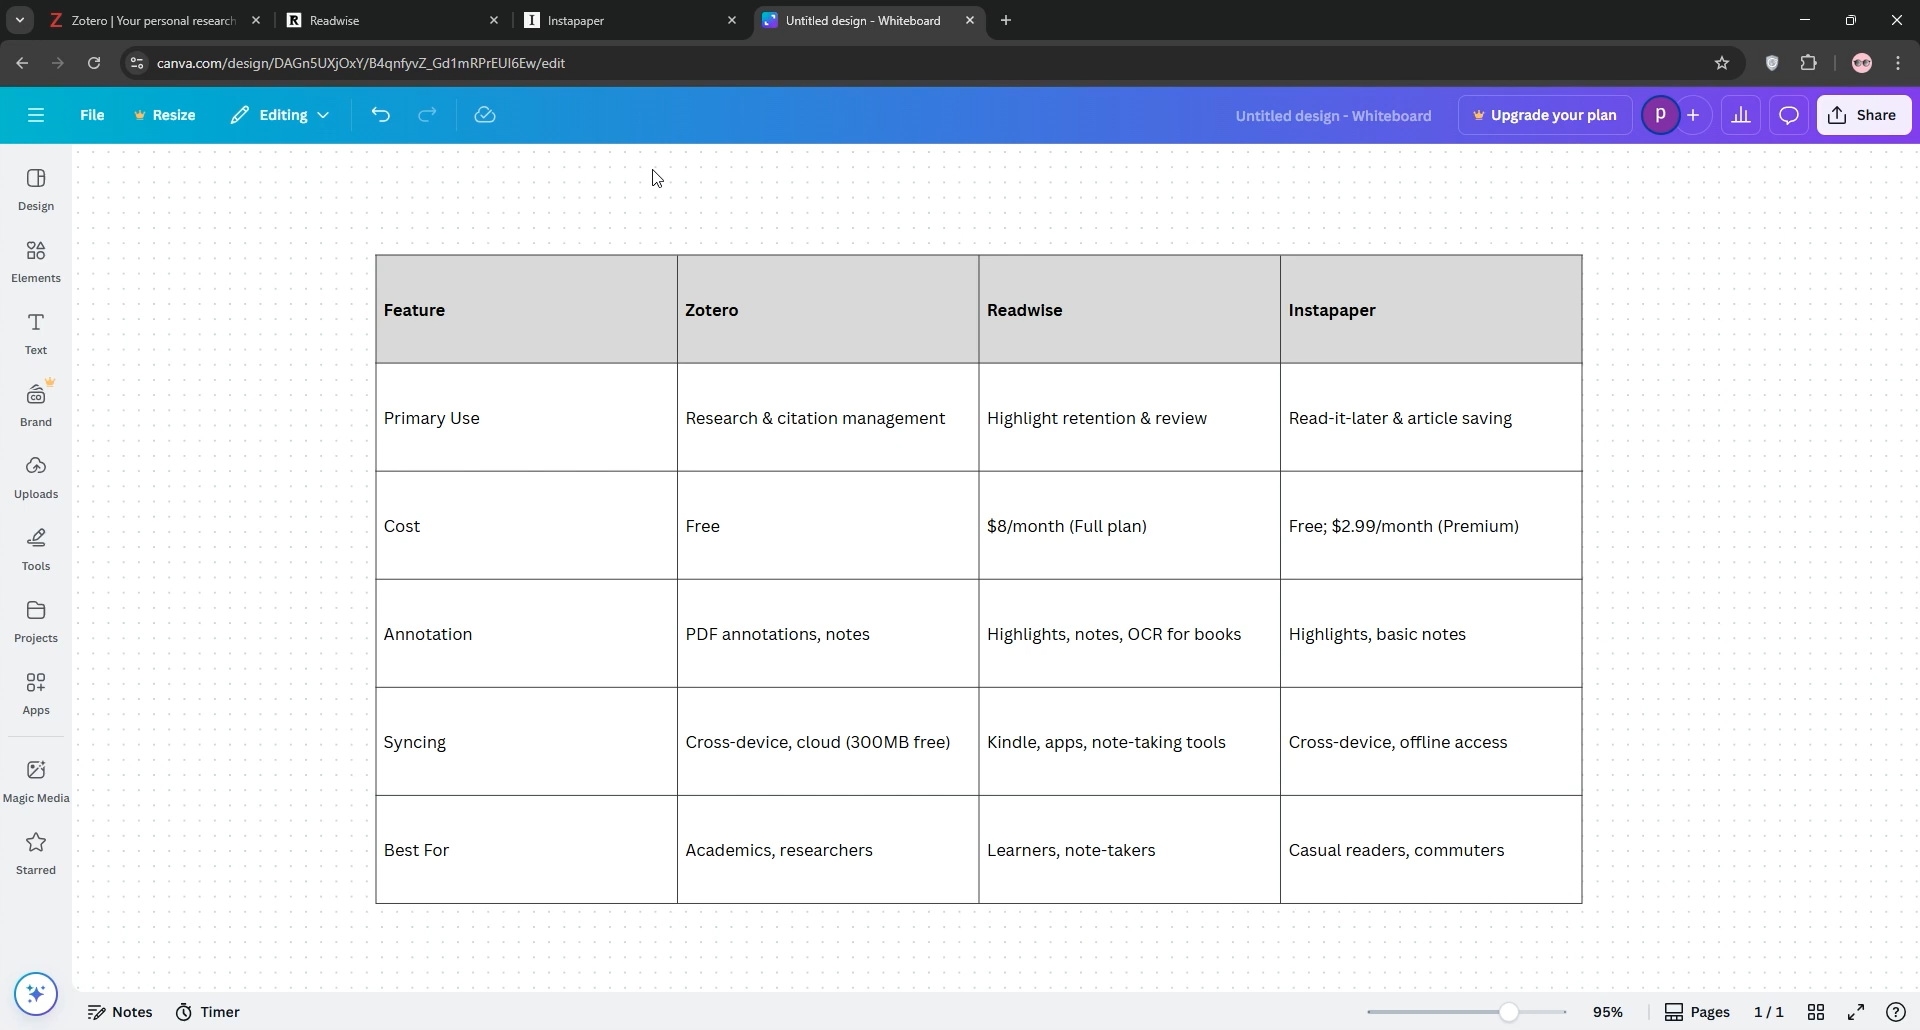 Zotero | Your personal research
Readwise
Instapaper
Untitled design - Whiteboard
canva.com/design/DAGn5UXjOxY/B4qnfyvZ_Gd1mRPrEUI6Ew/edit
File
Resize
Editing
Untitled design - Whiteboard
Upgrade your plan
P
Share
Design
Elements
Text
Brand
Uploads
Tools
Projects
Apps
Magic Media
Starred
Feature Zotero Readwise Instapaper
Primary Use Research & citation management Highlight retention & review Read-it-later & article saving
Cost Free $8/month (Full plan) Free; $2.99/month (Premium)
Annotation PDF annotations, notes Highlights, notes, OCR for books Highlights, basic notes
Syncing Cross-device, cloud (300MB free) Kindle, apps, note-taking tools Cross-device, offline access
Best For Academics, researchers Learners, note-takers Casual readers, commuters
Notes
Timer
95%
Pages
1 / 1